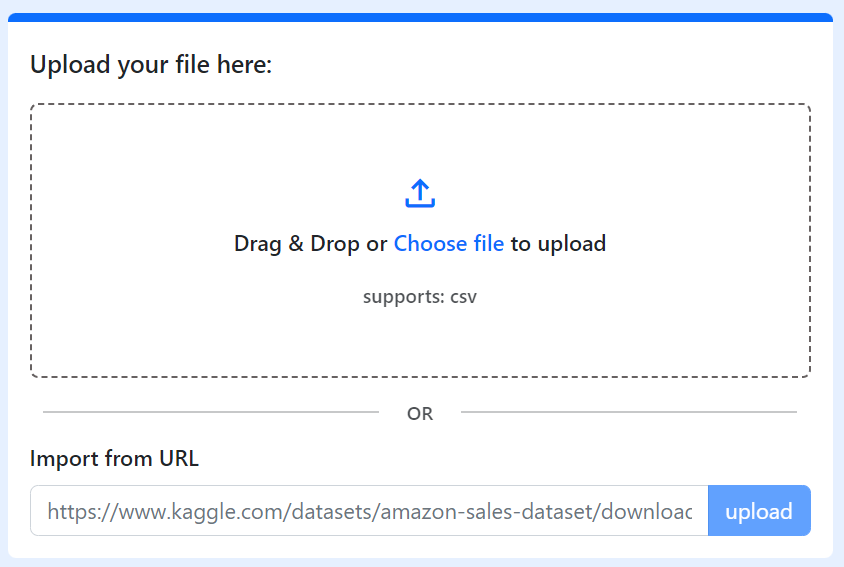 Upload your file here:
Drag & Drop or Choose file to upload
supports: csv
OR
Import from URL
https://www.kaggle.com/datasets/amazon-sales-dataset/download
upload